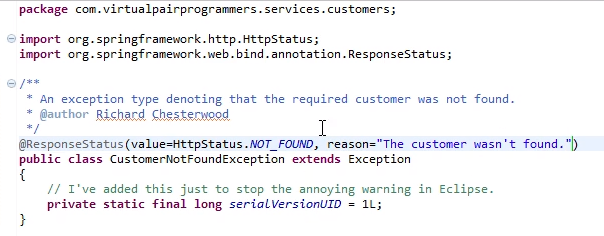 package com.virtualpairprogrammers.services.customers;
import org.springframework.http.HttpStatus;
import org.springframework.web.bind.annotation.ResponseStatus;
/**
 * An exception type denoting that the required customer was not found.
 * @author Richard Chesterwood
 */
@ResponseStatus(value=HttpStatus.NOT_FOUND, reason="The customer wasn't found.")
public class CustomerNotFoundException extends Exception
{
    // I've added this just to stop the annoying warning in Eclipse.
    private static final long serialVersionUID = 1L;
}